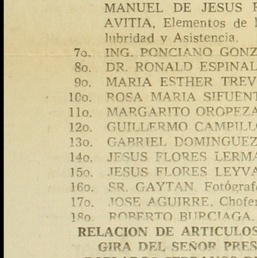 MANUEL DE JESUS
AVITIA, Elementos de
lubridad y Asistencia.
7o. ING. PONCIANO GONZ
8o. DR. RONALD ESPINAL
9o. MARIA ESTHER TREV
10o. ROSA MARIA SIFUENT
11o. MARGARITO OROPEZA
12o. GUILLERMO CAMPILLO
13o. GABRIEL DOMINGUEZ
14o. JESUS FLORES LERMA
15o. JESUS FLORES LEYVA
16o. SR. GAYTAN. Fotógraf
17o. JOSE AGUIRRE. Chofer
18o. ROBERTO BURCIAGA.
RELACION DE ARTICULOS
GIRA DEL SEÑOR PRES